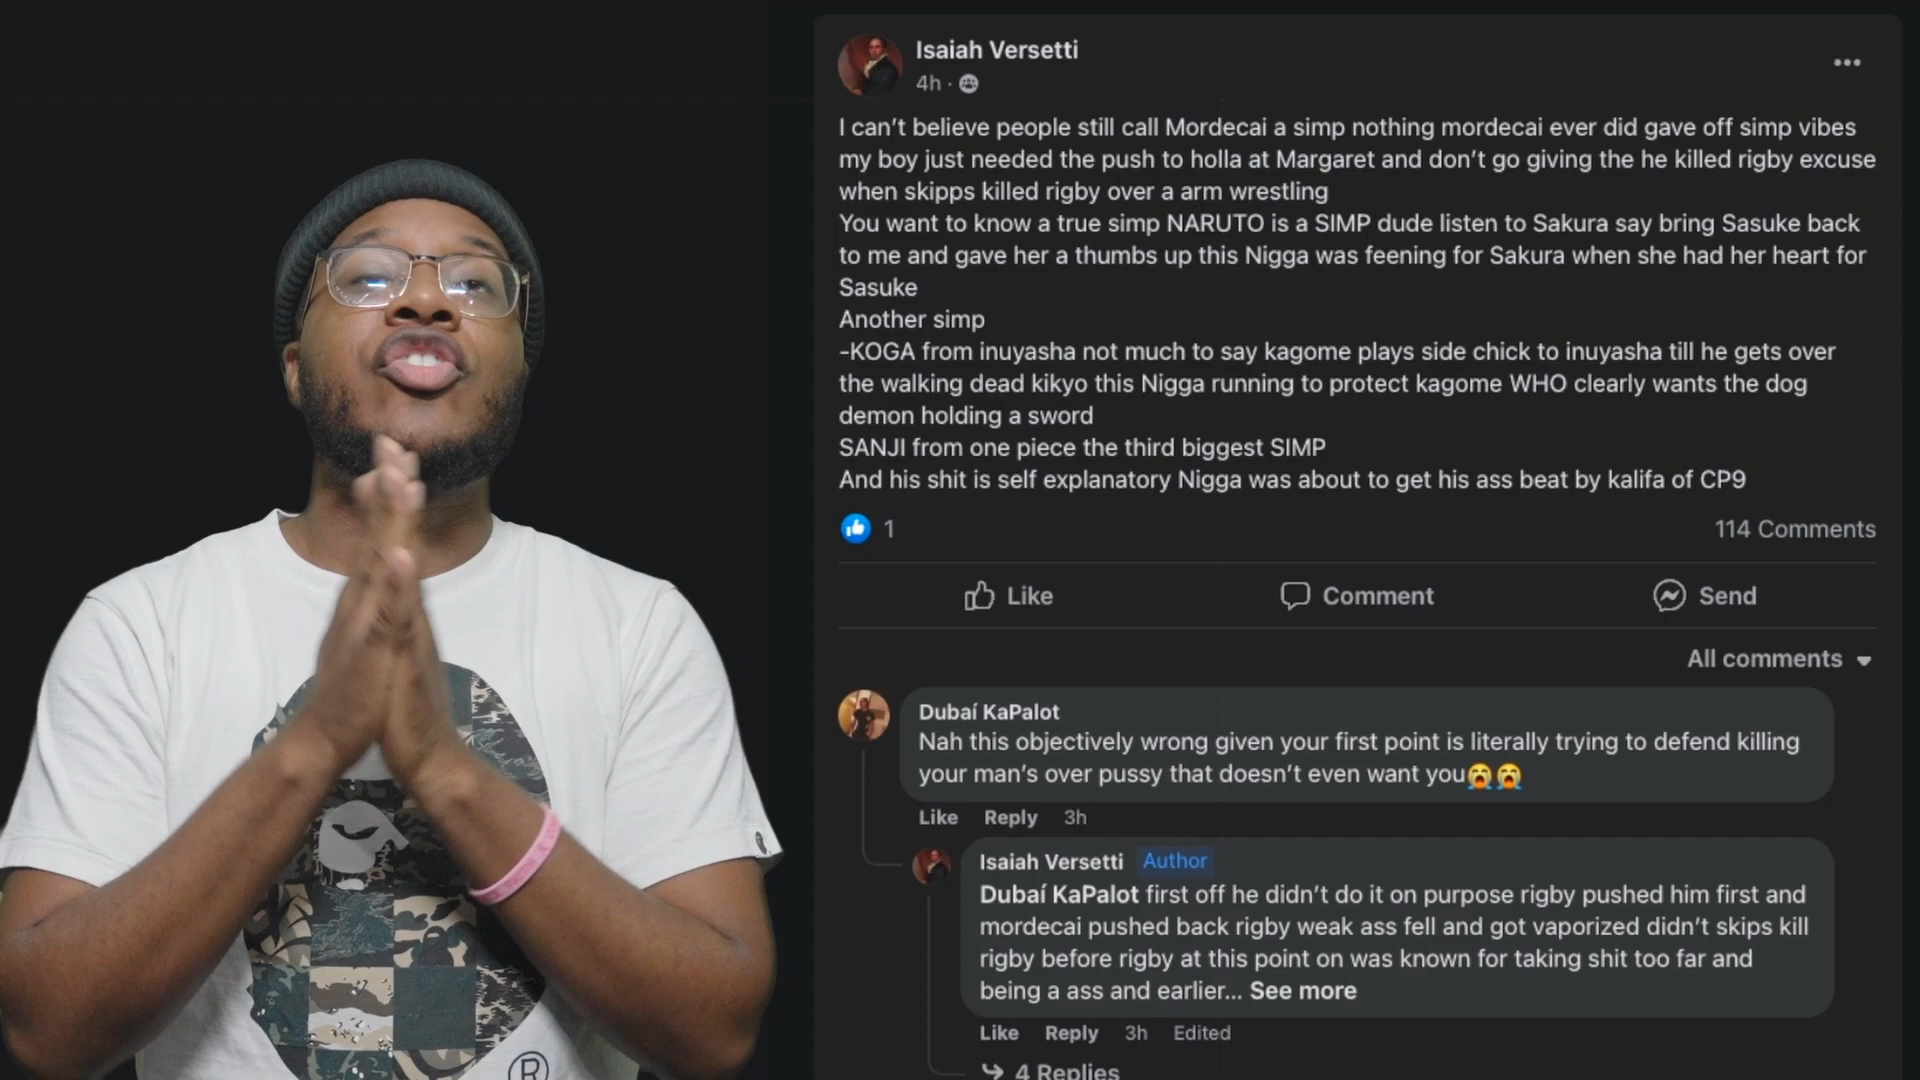 Isaiah Versetti
4h ·
I can't believe people still call Mordecai a simp nothing mordecai ever did gave off simp vibes
my boy just needed the push to holla at Margaret and don't go giving the he killed rigby excuse
when skipps killed rigby over a arm wrestling
You want to know a true simp NARUTO is a SIMP dude listen to Sakura say bring Sasuke back
to me and gave her a thumbs up this Nigga was feening for Sakura when she had her heart for
Sasuke
Another simp
-KOGA from inuyasha not much to say kagome plays side chick to inuyasha till he gets over
the walking dead kikyo this Nigga running to protect kagome WHO clearly wants the dog
demon holding a sword
SANJI from one piece the third biggest SIMP
And his shit is self explanatory Nigga was about to get his ass beat by kalifa of CP9
1
114 Comments
Like
Comment
Send
All comments
Dubaí KaPalot
Nah this objectively wrong given your first point is literally trying to defend killing
your man's over pussy that doesn't even want you😭😭
Like Reply 3h
Isaiah Versetti Author
Dubaí KaPalot first off he didn't do it on purpose rigby pushed him first and
mordecai pushed back rigby weak ass fell and got vaporized didn't skips kill
rigby before rigby at this point on was known for taking shit too far and
being a ass and earlier... See more
Like Reply 3h Edited
4 Replies
®